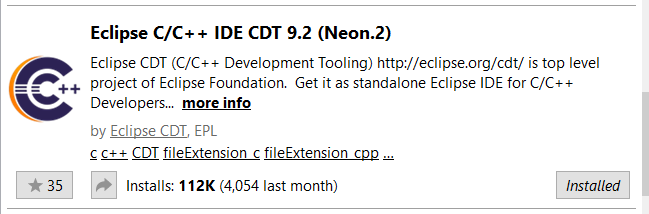 Eclipse C/C++ IDE CDT 9.2 (Neon.2)
Eclipse CDT (C/C++ Development Tooling) http://eclipse.org/cdt/ is top level
project of Eclipse Foundation.  Get it as standalone Eclipse IDE for C/C++
Developers...  more info
by Eclipse CDT, EPL
c c++ CDT fileExtension_c fileExtension_cpp ...
C++
35
Installs: 112K (4,054 last month)
Installed